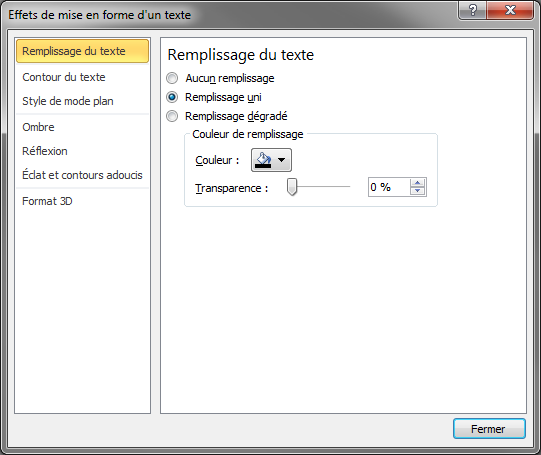 Effets de mise en forme d'un texte
Remplissage du texte
Contour du texte
Style de mode plan
Ombre
Réflexion
Éclat et contours adoucis
Format 3D
Remplissage du texte
Aucun remplissage
Remplissage uni
Remplissage dégradé
Couleur de remplissage
Couleur :
Transparence : 0 %
Fermer